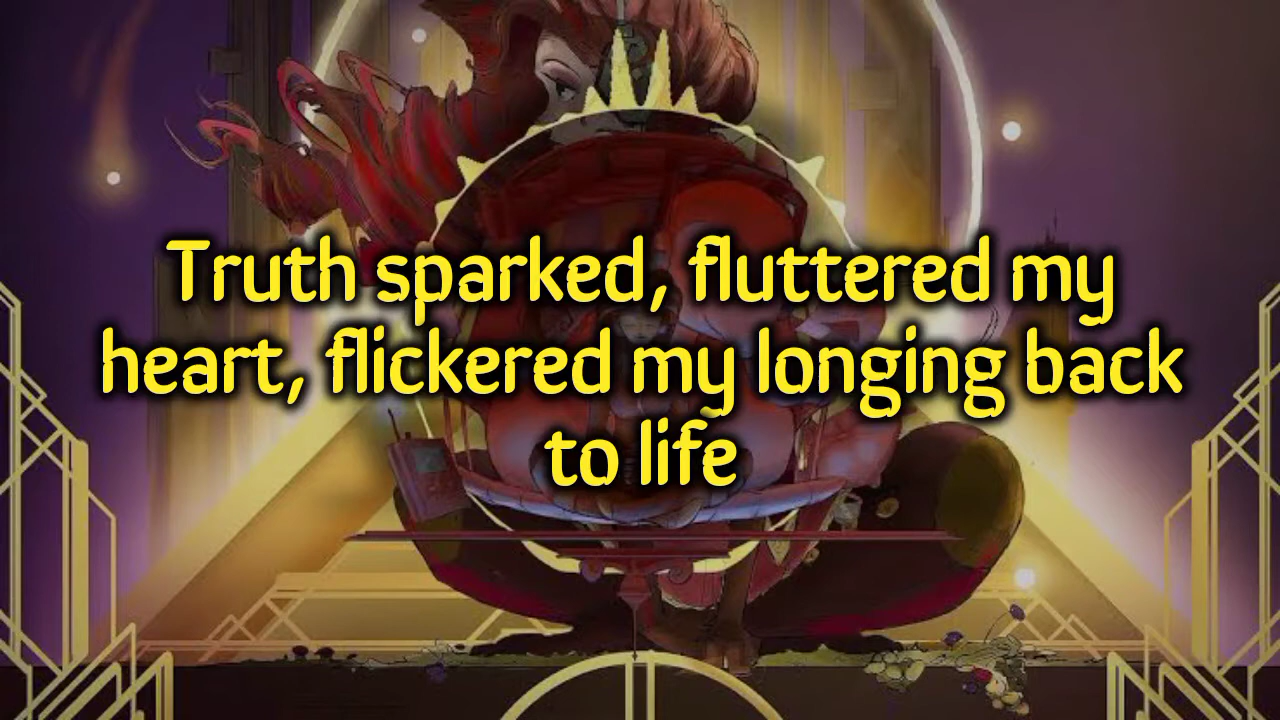 Truth sparked, fluttered my
heart, flickered my longing back
to life